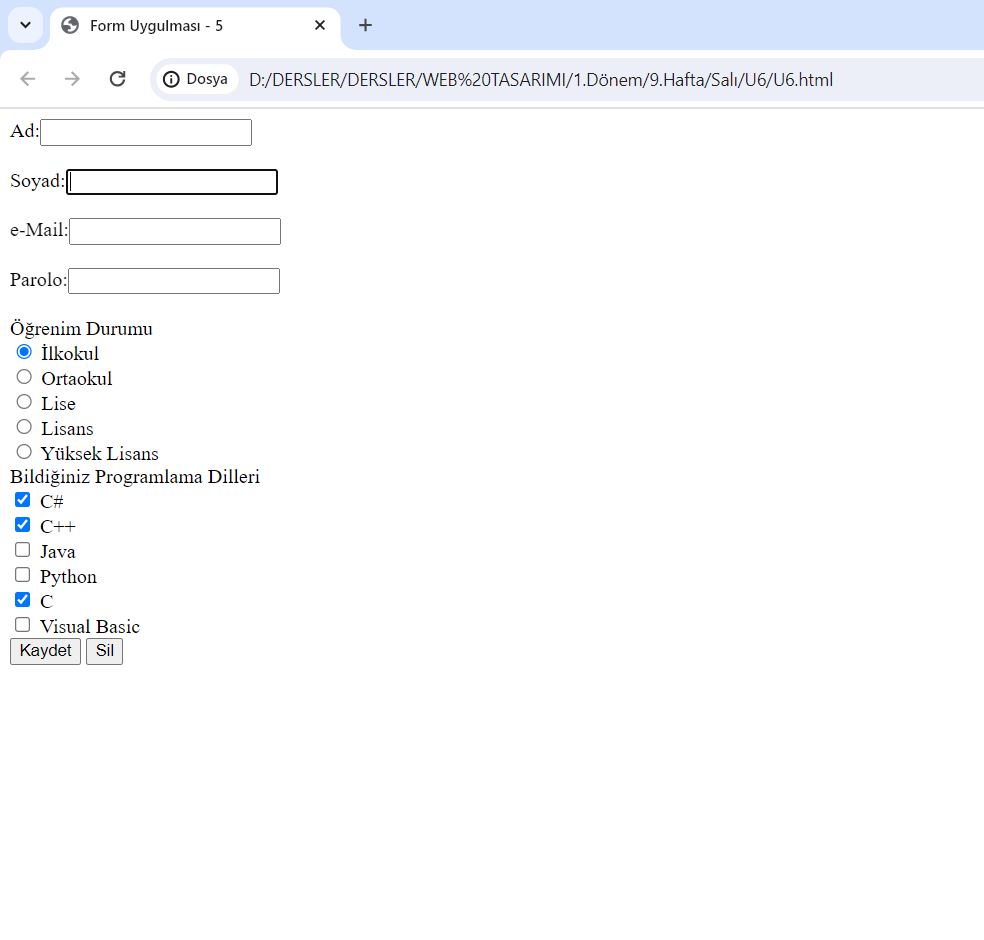 Form Uygulması - 5
Dosya D:/DERSLER/DERSLER/WEB%20TASARIMI/1.Dönem/9.Hafta/Salı/U6/U6.html
Ad:
Soyad:
e-Mail:
Parolo:
Öğrenim Durumu
İlkokul
Ortaokul
Lise
Lisans
Yüksek Lisans
Bildiğiniz Programlama Dilleri
C#
C++
Java
Python
C
Visual Basic
Kaydet Sil